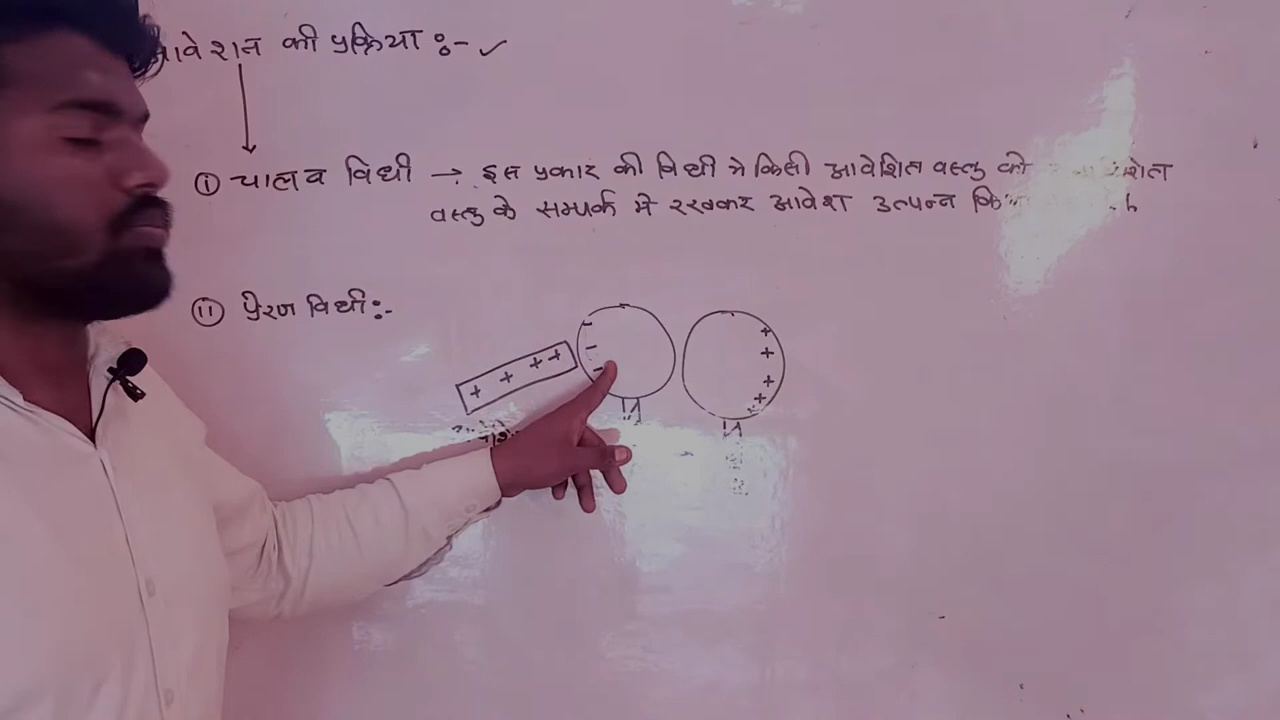 आवेशन की प्रक्रिया :- ✓
(i) चालव विधी → इस प्रकार की विधी मे किसी आवेशित वस्तु को
वस्तु के सम्पर्क मे रखकर आवेश उत्पन्न
(ii) प्रेरण विधी :-
- - -
+ + + +
+ + + +